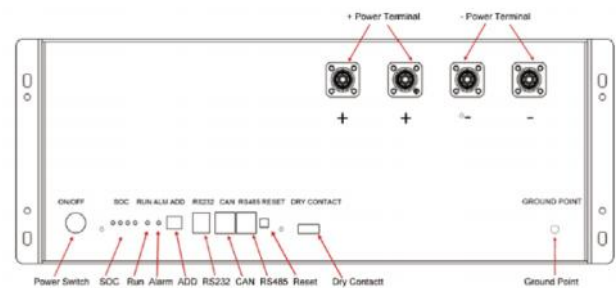 + Power Terminal - Power Terminal
+ + - -
ON/OFF SOC RUN ALM ADD RS232 CAN RS485 RESET DRY CONTACT GROUND POINT
Power Switch SOC Run Alarm ADD RS232 CAN RS485 Reset Dry Contactt Ground Point